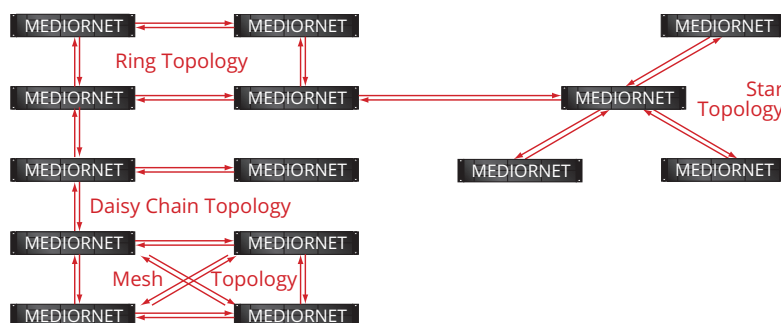 MEDIORNET MEDIORNET MEDIORNET
Ring Topology
MEDIORNET MEDIORNET MEDIORNET
Star
Topology
MEDIORNET MEDIORNET MEDIORNET MEDIORNET
Daisy Chain Topology
MEDIORNET MEDIORNET
Mesh Topology
MEDIORNET MEDIORNET